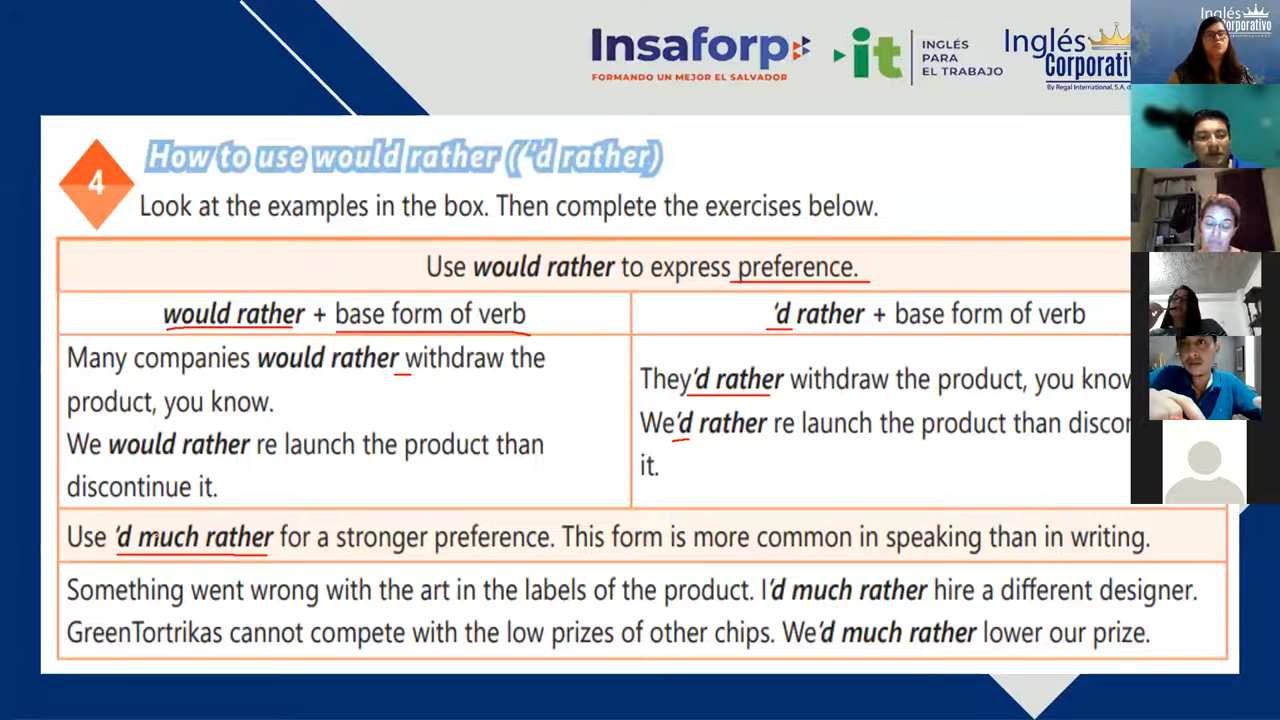 Insaforp
FORMANDO UN MEJOR EL SALVADOR
it
INGLÉS
PARA
EL TRABAJO
Inglés
Corporativ
By Regal International, S.A. d
Inglés
Corporativo
4
How to use would rather (('d rather)
Look at the examples in the box. Then complete the exercises below.
Use would rather to express preference.
would rather + base form of verb
'd rather + base form of verb
Many companies would rather withdraw the
product, you know.
We would rather re launch the product than
discontinue it.
They'd rather withdraw the product, you know
We'd rather re launch the product than discon
it.
Use 'd much rather for a stronger preference. This form is more common in speaking than in writing.
Something went wrong with the art in the labels of the product. I'd much rather hire a different designer.
GreenTortrikas cannot compete with the low prizes of other chips. We'd much rather lower our prize.